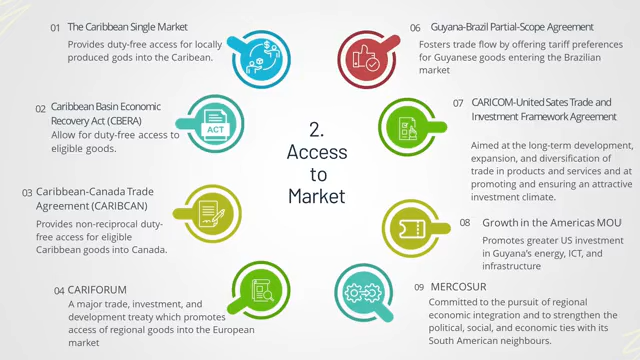 01 The Caribbean Single Market
Provides duty-free access for locally
produced gods into the Caribean.
02 Caribbean Basin Economic
Recovery Act (CBERA)
Allow for duty-free access to
eligible goods.
ACT
03 Caribbean-Canada Trade
Agreement (CARIBCAN)
Provides non-reciprocal duty-
free access for eligible
Caribbean goods into Canada.
04 CARIFORUM
A major trade, investment, and
development treaty which promotes
access of regional goods into the European
market
2.
Access
to
Market
06 Guyana-Brazil Partial-Scope Agreement
Fosters trade flow by offering tariff preferences
for Guyanese goods entering the Brazilian
market
07 CARICOM-United Sates Trade and
Investment Framework Agreement
Aimed at the long-term development,
expansion, and diversification of
trade in products and services and at
promoting and ensuring an attractive
investment climate.
08 Growth in the Americas MOU
Promotes greater US investment
in Guyana's energy, ICT, and
infrastructure
09 MERCOSUR
Committed to the pursuit of regional
economic integration and to strengthen the
political, social, and economic ties with its
South American neighbours.